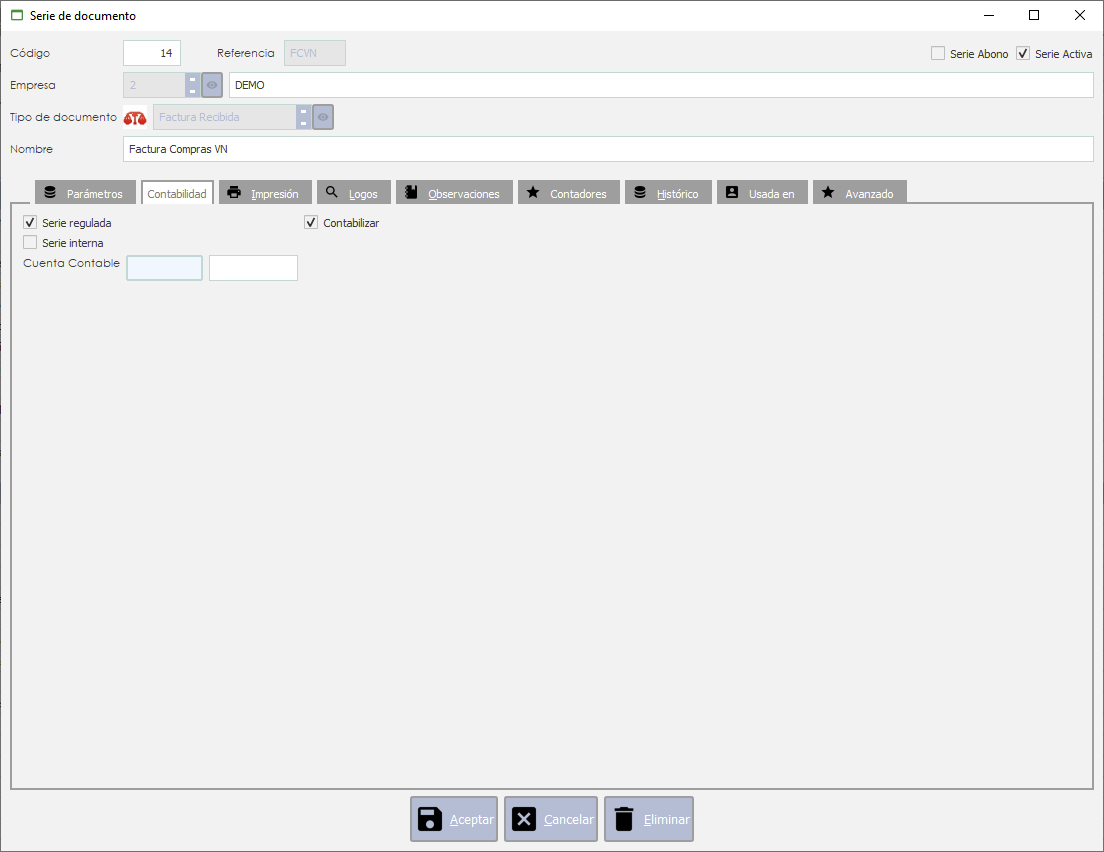 Serie de documento
Código 14 Referencia FCVN Serie Abono Serie Activa
Empresa 2 DEMO
Tipo de documento Factura Recibida
Nombre Factura Compras VN
Parámetros Contabilidad Impresión Logos Observaciones Contadores Histórico Usada en Avanzado
Serie regulada Contabilizar
Serie interna
Cuenta Contable
Aceptar Cancelar Eliminar